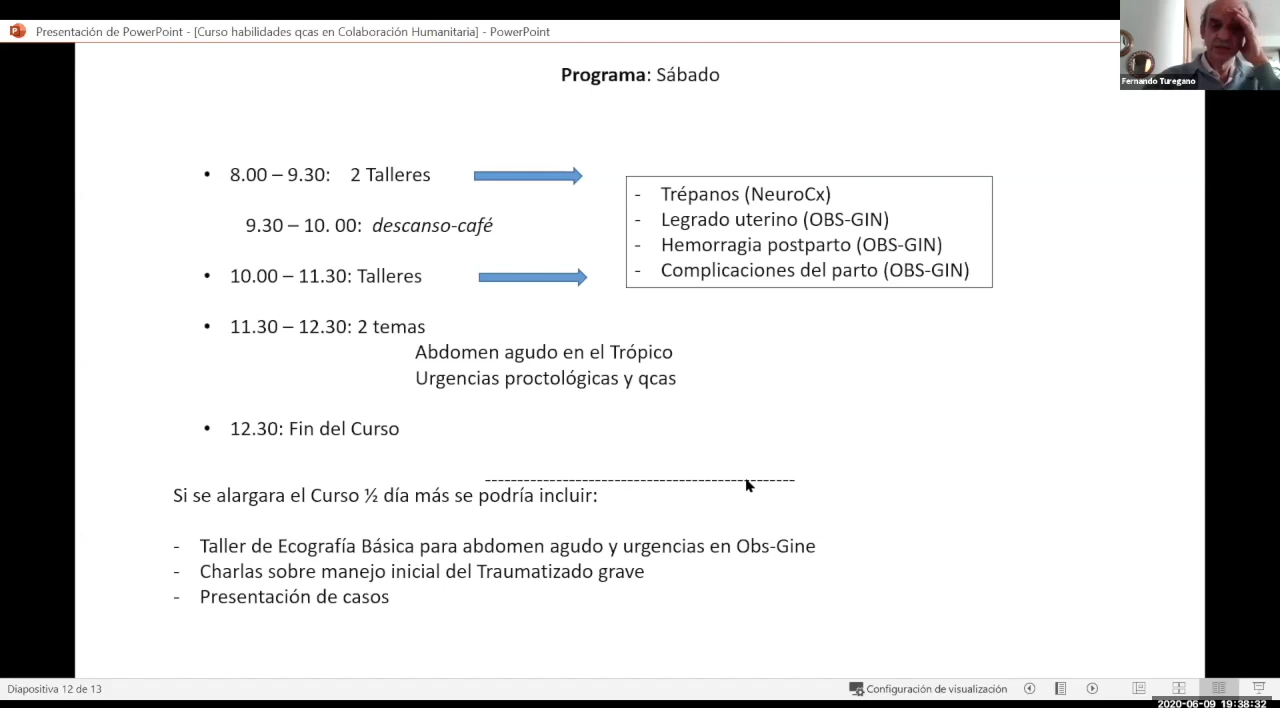 Presentación de PowerPoint - [Curso habilidades qcas en Colaboración Humanitaria] - PowerPoint
Fernando Turegano
Programa: Sábado
• 8.00 – 9.30: 2 Talleres
9.30 – 10. 00: descanso-café
• 10.00 – 11.30: Talleres
- Trépanos (NeuroCx)
- Legrado uterino (OBS-GIN)
- Hemorragia postparto (OBS-GIN)
- Complicaciones del parto (OBS-GIN)
• 11.30 – 12.30: 2 temas
Abdomen agudo en el Trópico
Urgencias proctológicas y qcas
• 12.30: Fin del Curso
----------------------------------------
Si se alargara el Curso ½ día más se podría incluir:
- Taller de Ecografía Básica para abdomen agudo y urgencias en Obs-Gine
- Charlas sobre manejo inicial del Traumatizado grave
- Presentación de casos
Diapositiva 12 de 13
Configuración de visualización
2020-06-09 19:38:32